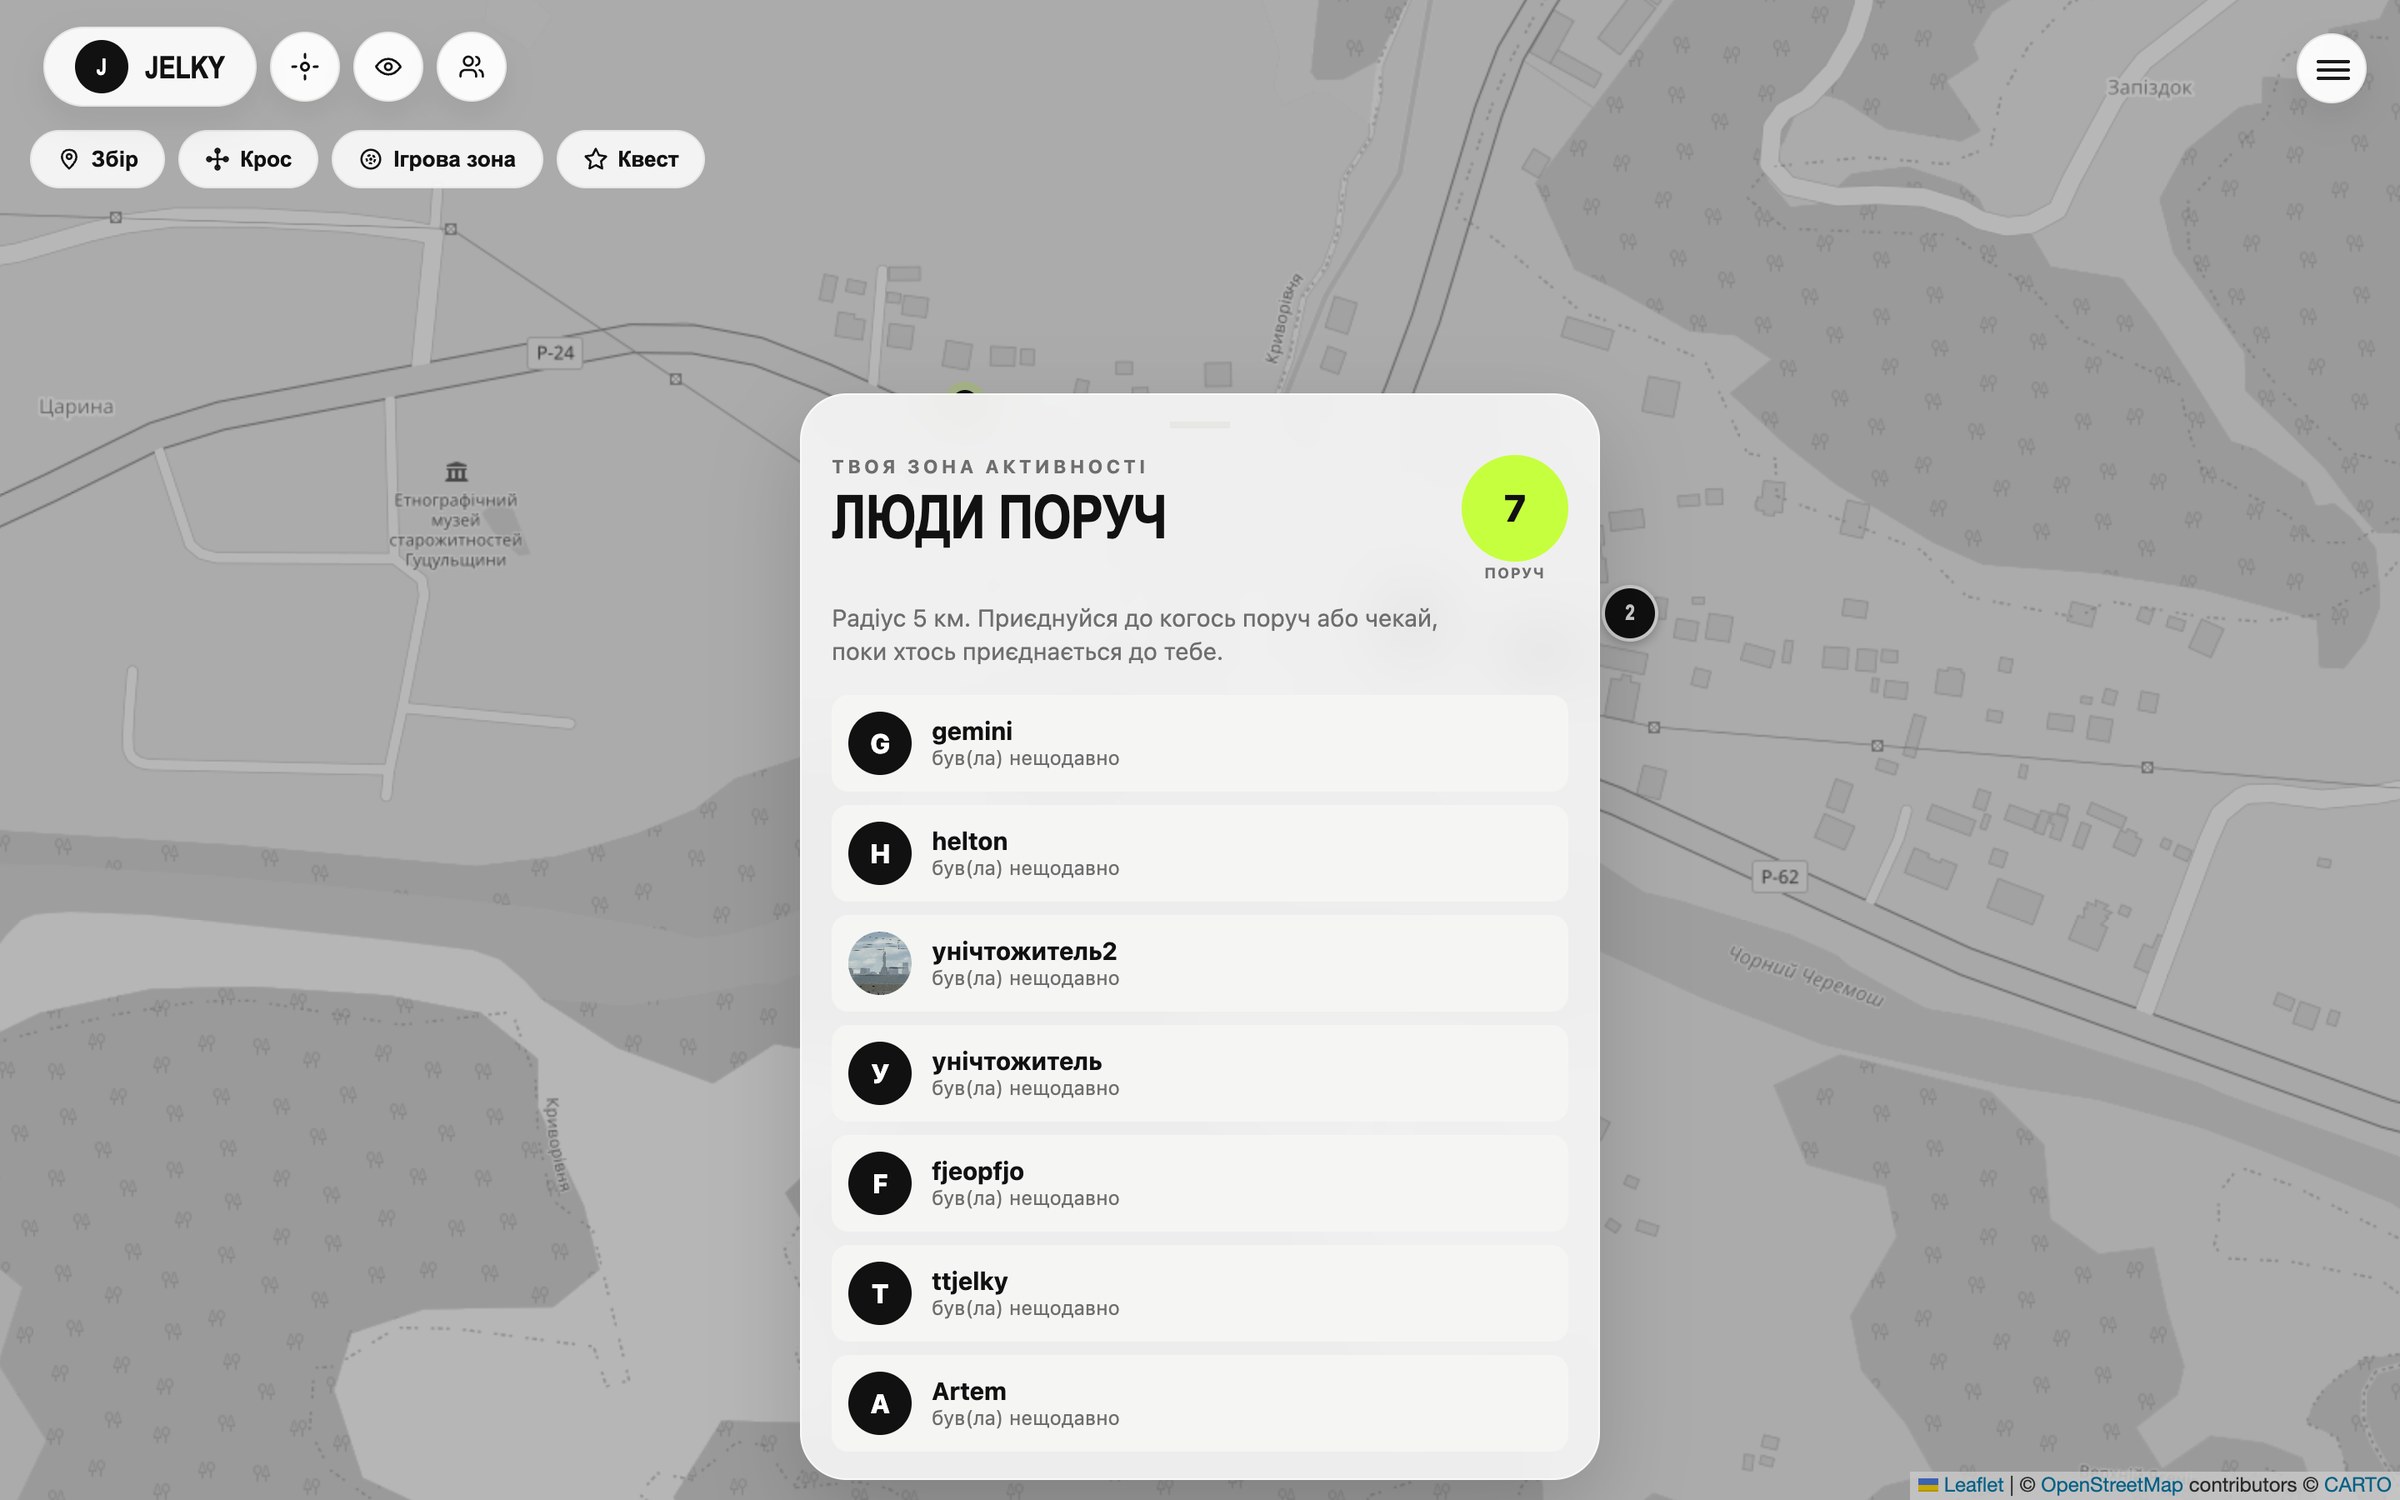 J JELKY
Збір
Крос
Ігрова зона
Квест
Запіздок
Криворівня
Р-24
Царина
Етнографічний
музей
старожитностей
Гуцульщини
ТВОЯ ЗОНА АКТИВНОСТІ
ЛЮДИ ПОРУЧ
7
ПОРУЧ
Радіус 5 км. Приєднуйся до когось поруч або чекай,
поки хтось приєднається до тебе.
2
G
gemini
був(ла) нещодавно
H
helton
був(ла) нещодавно
унічтожитель2
був(ла) нещодавно
У
унічтожитель
був(ла) нещодавно
F
fjeopfjo
був(ла) нещодавно
T
ttjelky
був(ла) нещодавно
A
Artem
був(ла) нещодавно
Р-62
Чорний Черемош
Криворівня
Leaflet | © OpenStreetMap contributors © CARTO